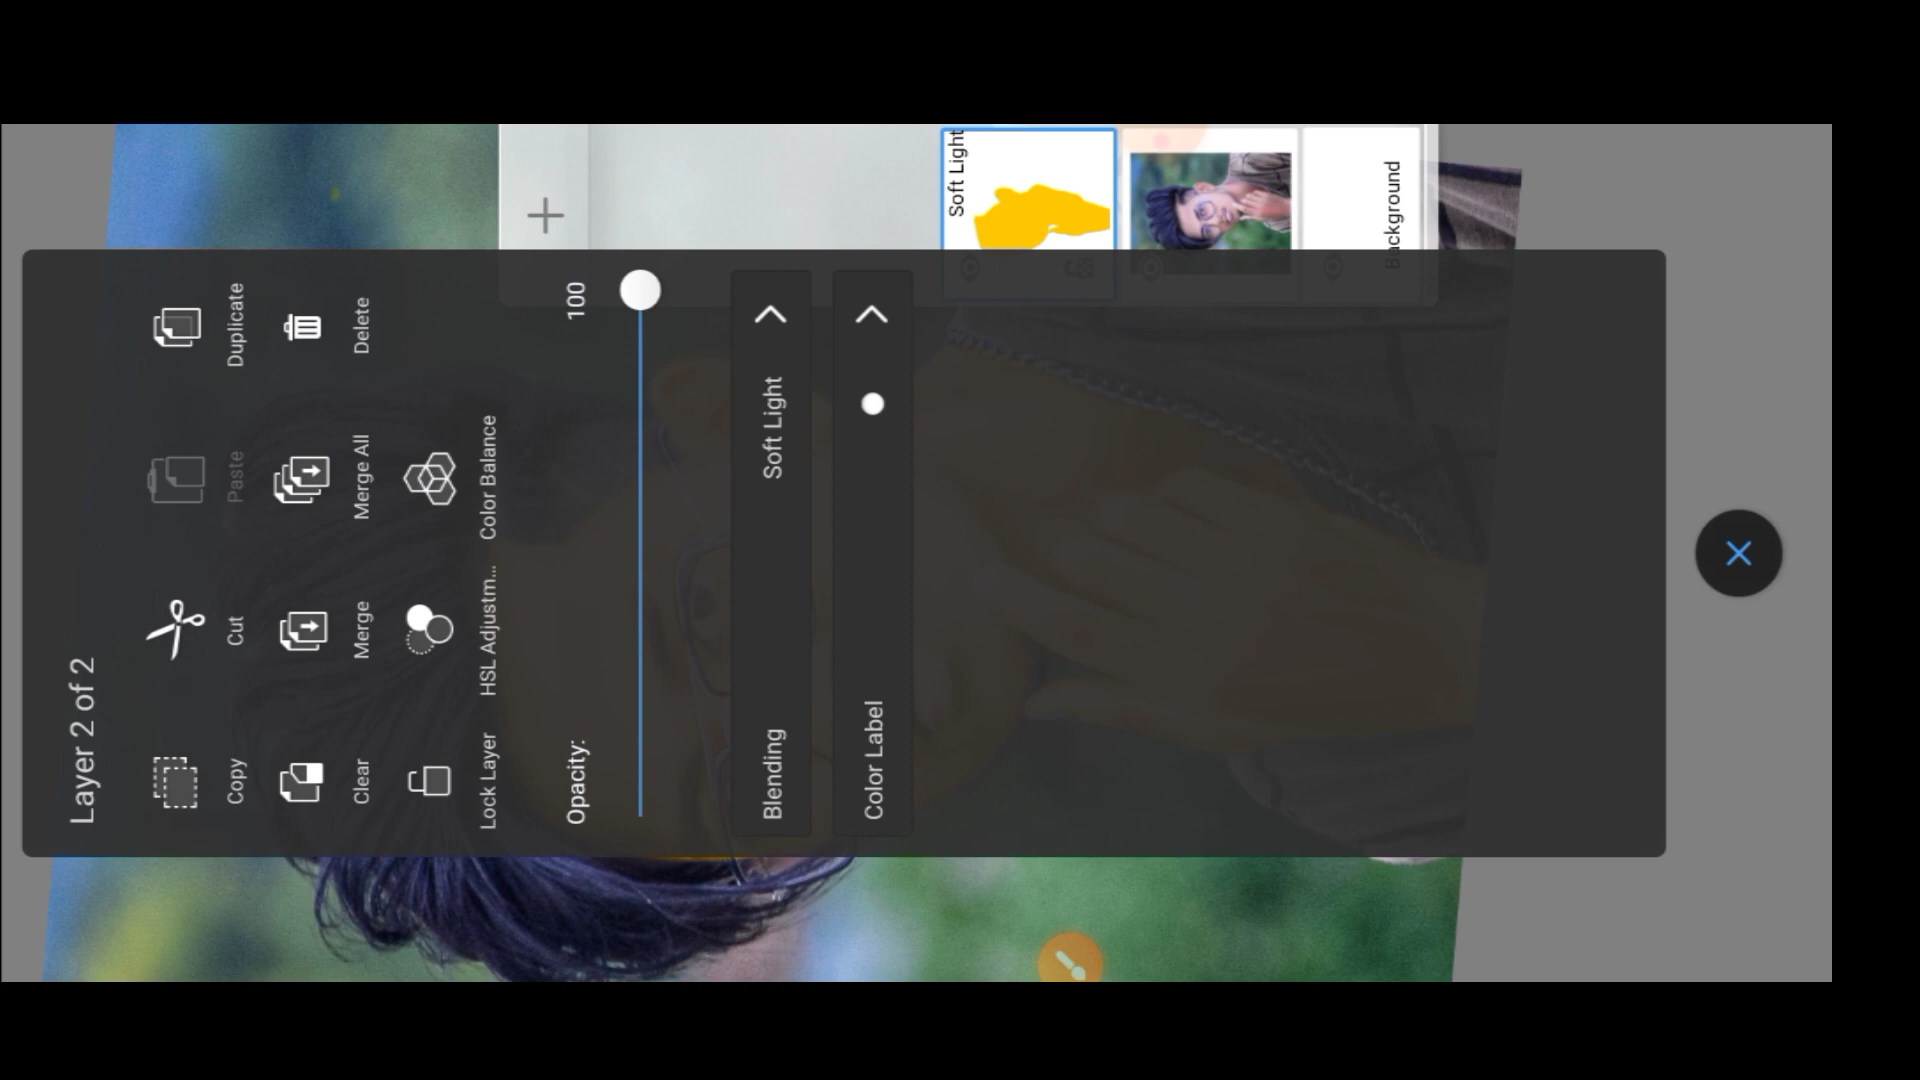 Layer 2 of 2
Copy
Cut
Paste
Duplicate
Clear
Merge
Merge All
Delete
Lock Layer
HSL Adjustm...
Color Balance
Opacity:
100
Blending
Soft Light
Color Label
Soft Light
Background